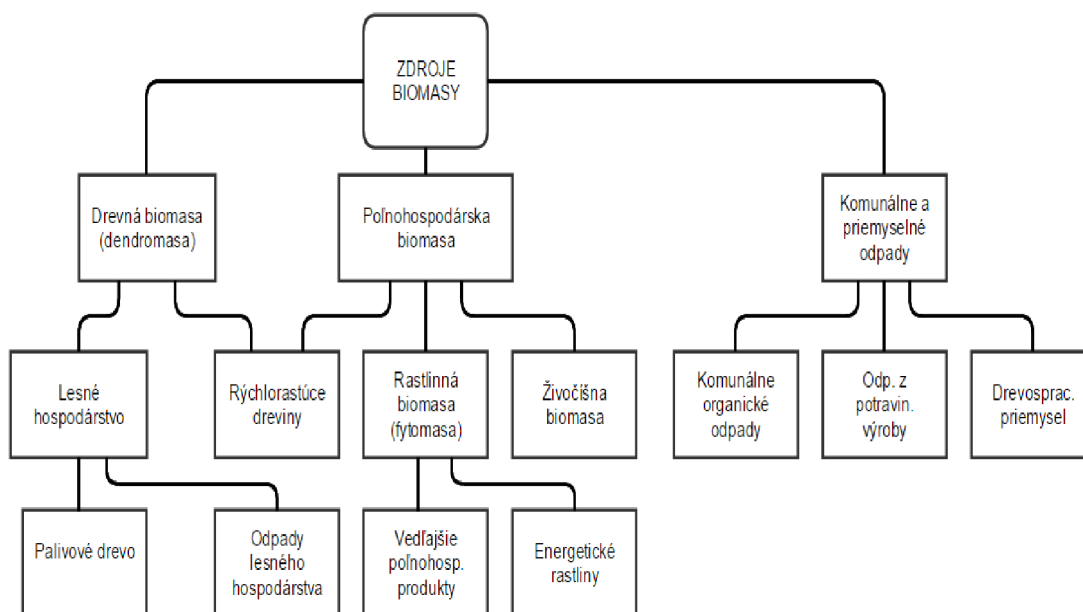 ZDROJE
BIOMASY
Drevná biomasa
(dendromasa)
Poľnohospodárska
biomasa
Komunálne a
priemyselné
odpady
Lesné
hospodárstvo
Rýchlorastúce
dreviny
Rastlinná
biomasa
(fytomasa)
Živočíšna
biomasa
Komunálne
organické
odpady
Odp. z
potravin.
výroby
Drevosprac.
priemysel
Palivové drevo
Odpady
lesného
hospodárstva
Vedľajšie
poľnohosp.
produkty
Energetické
rastliny